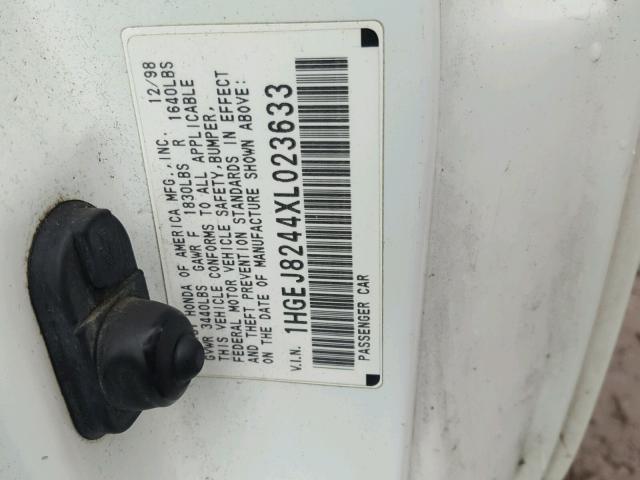 HONDA OF AMERICA MFG.,INC. 12/98
GVWR 3440LBS GAWR F 1830LBS R 1640LBS
THIS VEHICLE CONFORMS TO ALL APPLICABLE
FEDERAL MOTOR VEHICLE SAFETY,BUMPER,
AND THEFT PREVENTION STANDARDS IN EFFECT
ON THE DATE OF MANUFACTURE SHOWN ABOVE:
V.I.N. 1HGEJ8244XL023633
PASSENGER CAR